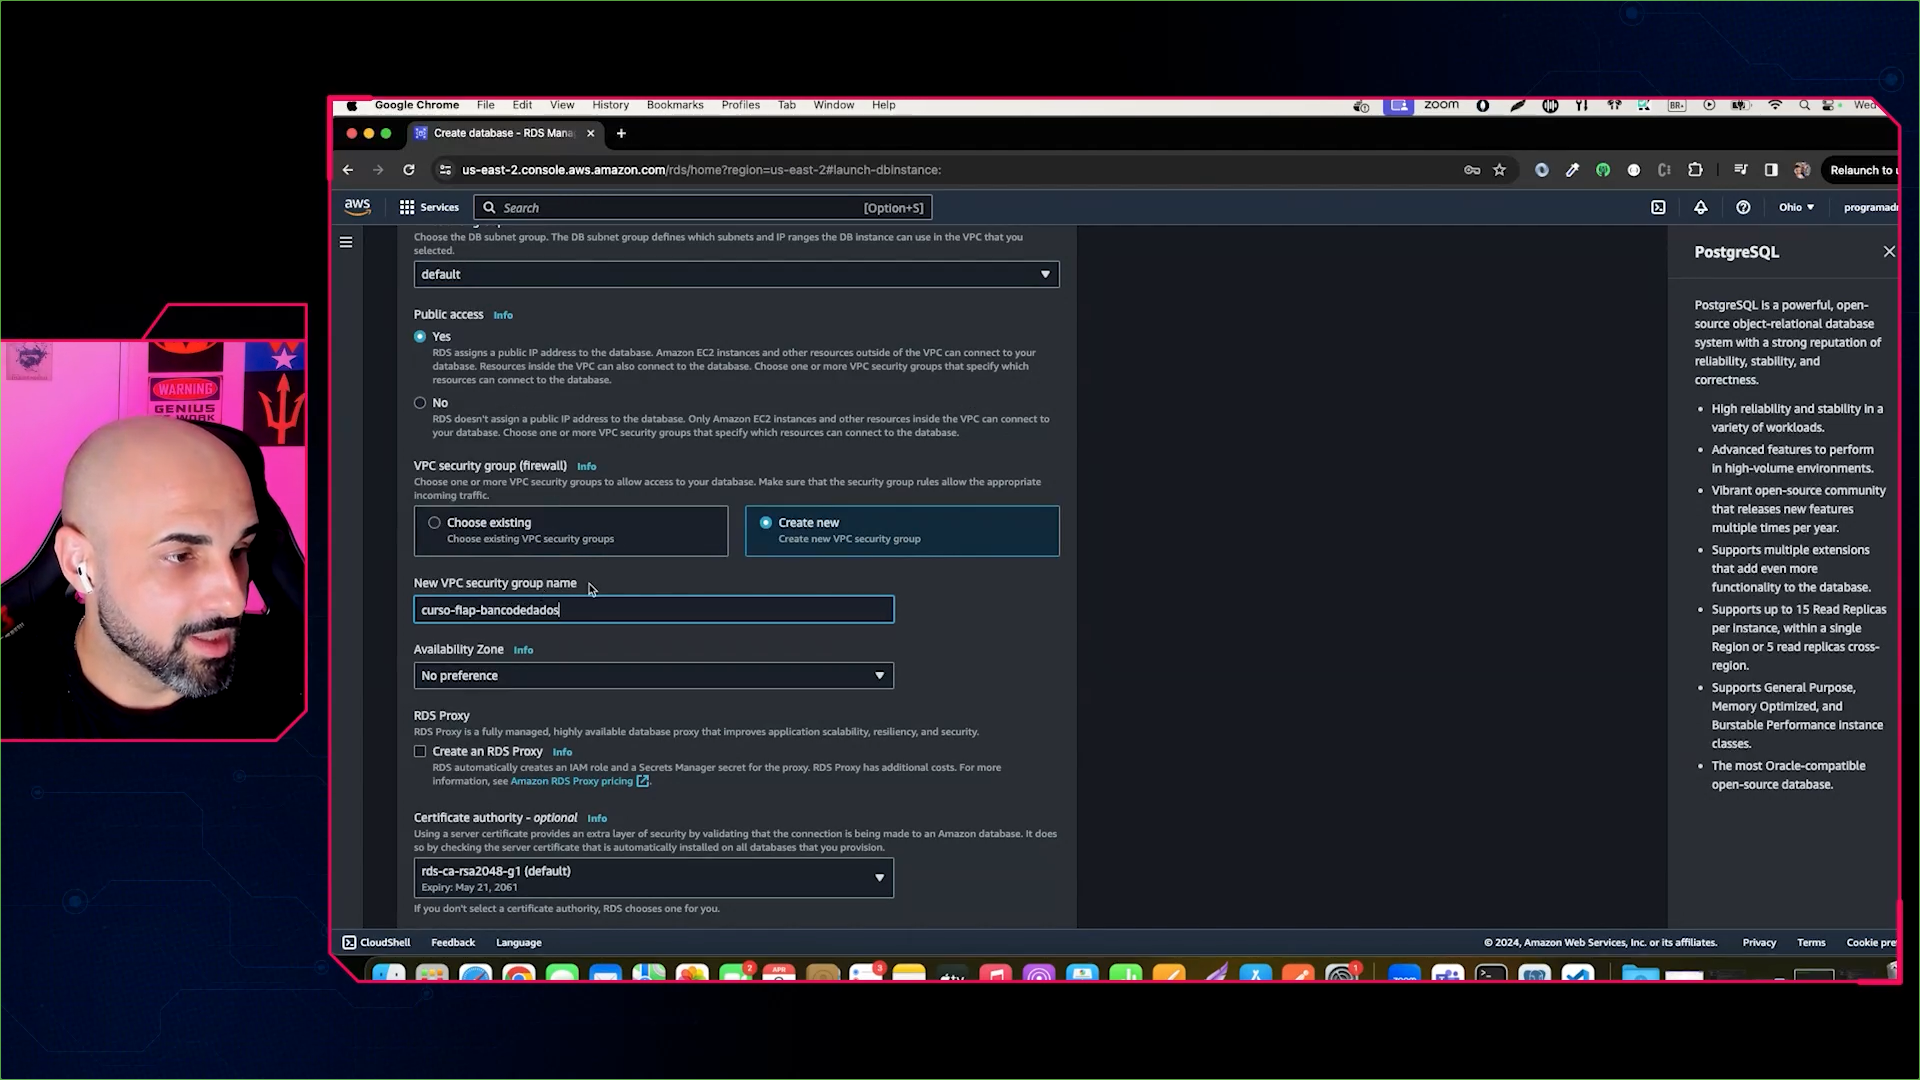 Google Chrome File Edit View History Bookmarks Profiles Tab Window Help zoom Wed
Create database - RDS Mana
us-east-2.console.aws.amazon.com/rds/home?region=us-east-2#launch-dbinstance:
Relaunch to u
aws Services Search [Option+S] Ohio programadr
Choose the DB subnet group. The DB subnet group defines which subnets and IP ranges the DB instance can use in the VPC that you
selected.
default
Public access Info
Yes
RDS assigns a public IP address to the database. Amazon EC2 instances and other resources outside of the VPC can connect to your
database. Resources inside the VPC can also connect to the database. Choose one or more VPC security groups that specify which
resources can connect to the database.
No
RDS doesn't assign a public IP address to the database. Only Amazon EC2 instances and other resources inside the VPC can connect to
your database. Choose one or more VPC security groups that specify which resources can connect to the database.
VPC security group (firewall) Info
Choose one or more VPC security groups to allow access to your database. Make sure that the security group rules allow the appropriate
incoming traffic.
Choose existing
Choose existing VPC security groups
Create new
Create new VPC security group
New VPC security group name
curso-fiap-bancodedados
Availability Zone Info
No preference
RDS Proxy
RDS Proxy is a fully managed, highly available database proxy that improves application scalability, resiliency, and security.
Create an RDS Proxy Info
RDS automatically creates an IAM role and a Secrets Manager secret for the proxy. RDS Proxy has additional costs. For more
information, see Amazon RDS Proxy pricing
Certificate authority - optional Info
Using a server certificate provides an extra layer of security by validating that the connection is being made to an Amazon database. It does
so by checking the server certificate that is automatically installed on all databases that you provision.
rds-ca-rsa2048-g1 (default)
Expiry: May 21, 2061
If you don't select a certificate authority, RDS chooses one for you.
PostgreSQL
PostgreSQL is a powerful, open-
source object-relational database
system with a strong reputation of
reliability, stability, and
correctness.
• High reliability and stability in a
variety of workloads.
• Advanced features to perform
in high-volume environments.
• Vibrant open-source community
that releases new features
multiple times per year.
• Supports multiple extensions
that add even more
functionality to the database.
• Supports up to 15 Read Replicas
per instance, within a single
Region or 5 read replicas cross-
region.
• Supports General Purpose,
Memory Optimized, and
Burstable Performance instance
classes.
• The most Oracle-compatible
open-source database.
CloudShell Feedback Language © 2024, Amazon Web Services, Inc. or its affiliates. Privacy Terms Cookie pre
WARNING
GENIUS
WORK
2
APR
3
tv
1
zoom